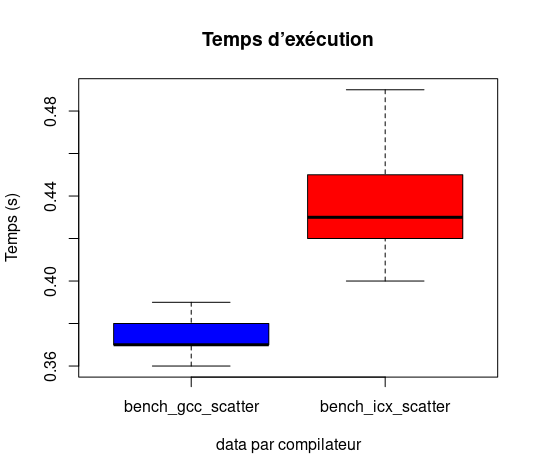 Temps d’exécution
Temps (s)
0.48
0.44
0.40
0.36
bench_gcc_scatter
bench_icx_scatter
data par compilateur